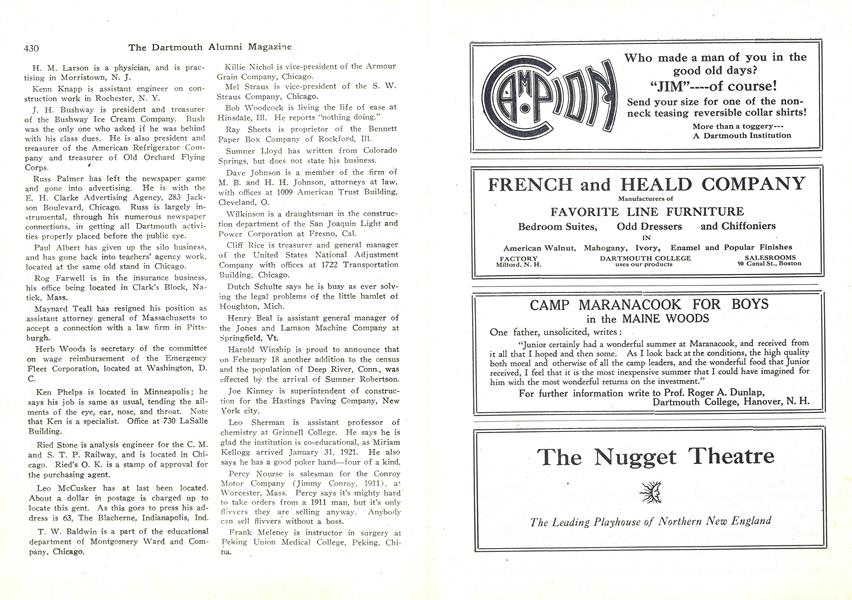 430
The Dartmouth Alumni Magazine
H. M. Larson is a physician, and is prac-
tising in Morristown, N. J.
Kenn Knapp is assistant engineer on con-
struction work in Rochester, N. Y.
J. H. Bushway is president and treasurer
of the Bushway Ice Cream Company. Bush
was the only one who asked if he was behind
with his class dues. He is also president and
treasurer of the American Refrigerator Com-
pany and treasurer of Old Orchard Flying
Corps.
Russ Palmer has left the newspaper game
and gone into advertising. He is with the
E. H. Clarke Advertising Agency, 283 Jack-
son Boulevard, Chicago. Russ is largely in-
strumental, through his numerous newspaper
connections, in getting all Dartmouth activi-
ties properly placed before the public eye.
Paul Albert has given up the silo business,
and has gone back into teachers' agency work,
located at the same old stand in Chicago.
Rog Farwell is in the insurance business,
his office being located in Clark's Block, Na-
tick, Mass.
Maynard Teall has resigned his position as
assistant attorney general of Massachusetts to
accept a connection with a law firm in Pitts-
burgh.
Herb Woods is secretary of the committee
on wage reimbursement of the Emergency
Fleet Corporation, located at Washington, D.
C.
Ken Phelps is located in Minneapolis; he
says his job is same as usual, tending the ail-
ments of the eye, ear, nose, and throat. Note
that Ken is a specialist. Office at 730 LaSalle
Building.
Ried Stone is analysis engineer for the C. M.
and S. T. P. Railway, and is located in Chi-
cago. Ried's O. K. is a stamp of approval for
the purchasing agent.
Leo McCusker has at last been located.
About a dollar in postage is charged up to
locate this gent. As this goes to press his ad-
dress is 63, The Blacherne, Indianapolis, Ind.
T. W. Baldwin is a part of the educational
department of Montgomery Ward and Com-
pany, Chicago.
Killie Nichol is vice-president of the Armour
Grain Company, Chicago.
Mel Straus is vice-president of the S. W.
Straus Company, Chicago.
Bob Woodcock is living the life of ease at
Hinsdale, Ill. He reports "nothing doing."
Ray Sheets is proprietor of the Bennett
Paper Box Company of Rockford, Ill.
Sumner Lloyd has written from Colorado
Springs, but does not state his business.
Dave Johnson is a member of the firm of
M. B. and H. H. Johnson, attorneys at law,
with offices at 1009 American Trust Building,
Cleveland, O.
Wilkinson is a draughtsman in the construc-
tion department of the San Joaquin Light and
Power Corporation at Fresno, Cal.
Cliff Rice is treasurer and general manager
of the United States National Adjustment
Company with offices at 1722 Transportation
Building, Chicago.
Dutch Schulte says he is busy as ever solv-
ing the legal problems of the little hamlet of
Houghton, Mich.
Henry Beal is assistant general manager of
the Jones and Lamson Machine Company at
Springfield, Vt.
Harold Winship is proud to announce that
on February 18 another addition to the census
and the population of Deep River, Conn., was
effected by the arrival of Sumner Robertson.
Joe Kinney is superintendent of construc-
tion for the Hastings Paving Company, New
York city.
Leo Sherman is assistant professor of
chemistry at Grinnell College. He says he is
glad the institution is co-educational, as Miriam
Kellogg arrived January 31, 1921. He also
says he has a good poker hand—four of a kind.
Percy Nourse is salesman for the Conroy
Motor Company (Jimmy Conroy, 1911), at
Worcester, Mass. Percy says it's mighty hard
to take orders from a 1911 man, but it's only
flivvers they are selling anyway. Anybody
can sell flivvers without a boss.
Frank Meleney is instructor in surgery at
Peking Union Medical College, Peking, Chi-
na.
CAMPION
Who made a man of you in the
good old days?
"JIM"----of course!
Send your size for one of the non-
neck teasing reversible collar shirts!
More than a toggery---
A Dartmouth Institution
FRENCH and HEALD COMPANY
Manufacturers of
FAVORITE LINE FURNITURE
Bedroom Suites, Odd Dressers and Chiffoniers
IN
American Walnut, Mahogany, Ivory, Enamel and Popular Finishes
FACTORY DARTMOUTH COLLEGE SALESROOMS
Milford, N. H. uses our products 90 Canal St., Boston
CAMP MARANACOOK FOR BOYS
in the MAINE WOODS
One father, unsolicited, writes:
"Junior certainly had a wonderful summer at Maranacook, and received from
it all that I hoped and then some. As I look back at the conditions, the high quality
both moral and otherwise of all the camp leaders, and the wonderful food that Junior
received, I feel that it is the most inexpensive summer that I could have imagined for
him with the most wonderful returns on the investment."
For further information write to Prof. Roger A. Dunlap,
Dartmouth College, Hanover, N. H.
The Nugget Theatre
The Leading Playhouse of Northern New England